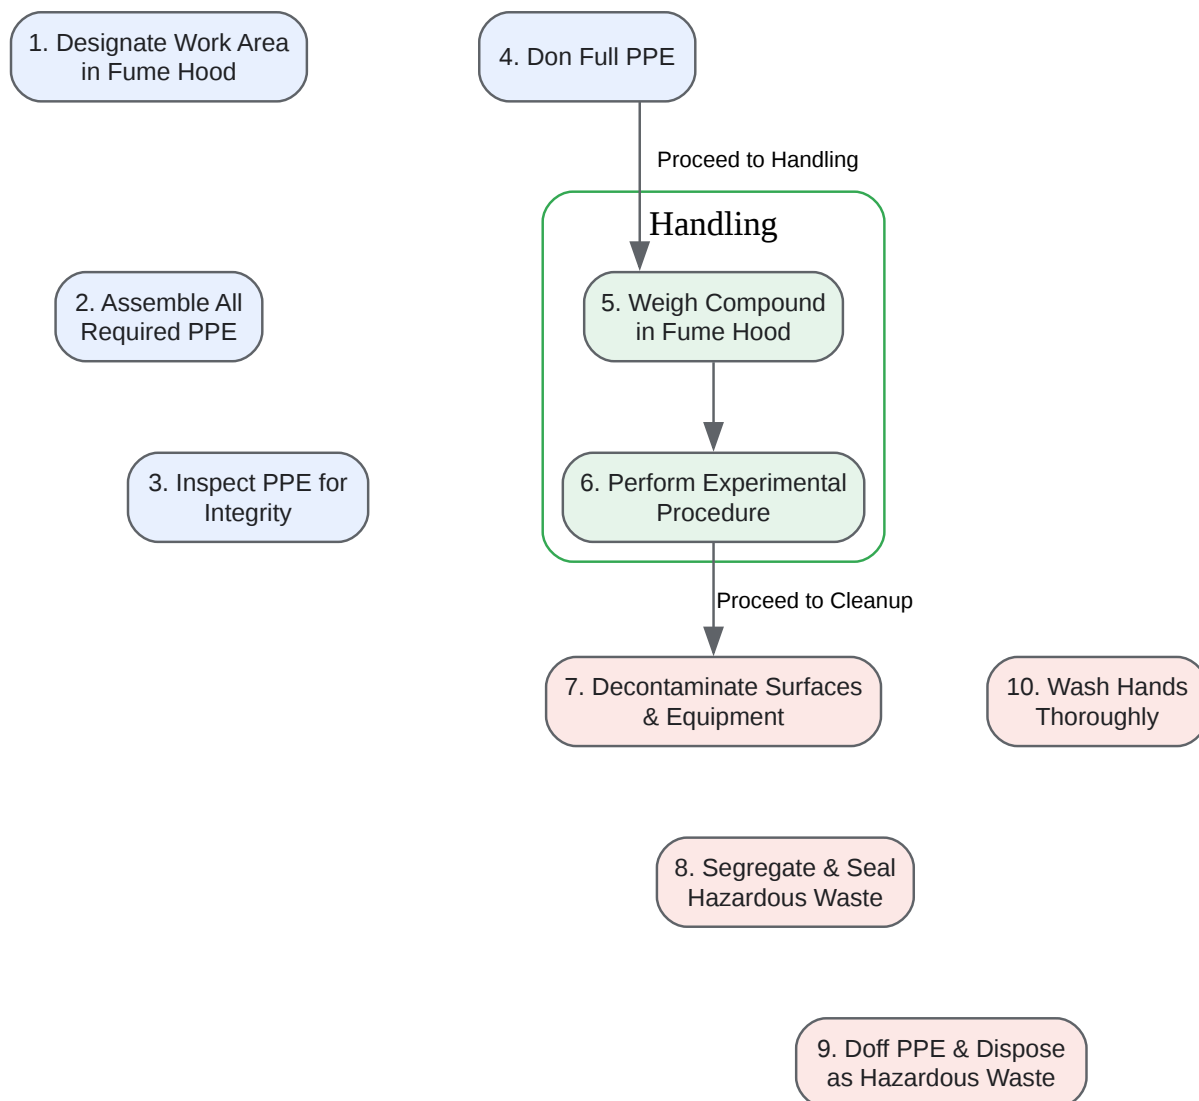 1. Designate Work Area
in Fume Hood
4. Don Full PPE
Proceed to Handling
Handling
2. Assemble All
Required PPE
5. Weigh Compound
in Fume Hood
3. Inspect PPE for
Integrity
6. Perform Experimental
Procedure
Proceed to Cleanup
7. Decontaminate Surfaces
& Equipment
10. Wash Hands
Thoroughly
8. Segregate & Seal
Hazardous Waste
9. Doff PPE & Dispose
as Hazardous Waste